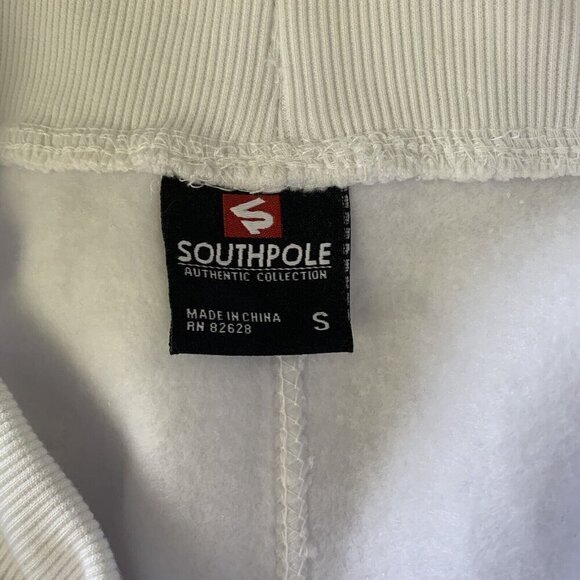 SOUTHPOLE
AUTHENTIC COLLECTION
MADE IN CHINA
RN 82628
S